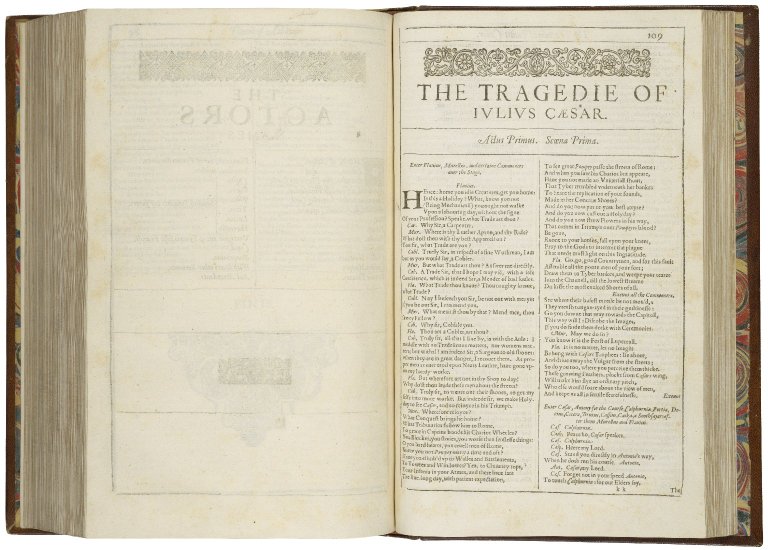 THE
ACTORS
NAMES
109
THE TRAGEDIE OF
IVLIVS CÆSAR.
Actus Primus. Scœna Prima.
Enter Flauius, Murellus, and certaine Commoners
ouer the Stage.
Flauius.
HEnce: home you idle Creatures, get you home:
Is this a Holiday? What, know you not
(Being Mechanicall) you ought not walke
Vpon a labouring day, without the signe
Of your Profession? Speake, what Trade art thou?
Car. Why Sir, a Carpenter.
Mur. Where is thy Leather Apron, and thy Rule?
What dost thou with thy best Apparrell on?
You sir, what Trade are you?
Cobl. Truely Sir, in respect of a fine Workman, I am
but as you would say, a Cobler.
Mur. But what Trade art thou? Answer me directly.
Cob. A Trade Sir, that I hope I may vse, with a safe
Conscience, which is indeed Sir, a Mender of bad soules.
Fla. What Trade thou knaue? Thou naughty knaue,
what Trade?
Cobl. Nay I beseech you Sir, be not out with me: yet
if you be out Sir, I can mend you.
Mur. What mean'st thou by that? Mend mee, thou
sawcy Fellow?
Cob. Why sir, Cobble you.
Fla. Thou art a Cobler, art thou?
Cob. Truly sir, all that I liue by, is with the Aule: I
meddle with no Tradesmans matters, nor womens mat-
ters; but withal I am indeed Sir, a Surgeon to old shooes:
when they are in great danger, I recouer them. As pro-
per men as euer trod vpon Neats Leather, haue gone vp-
on my handy-worke.
Fla. But wherefore art not in thy Shop to day?
Why do'st thou leade these men about the streets?
Cob. Truly sir, to weare out their shooes, to get my
selfe into more worke. But indeede sir, we make Holy-
day to see Cæsar, and to reioyce in his Triumph.
Mur. Wherefore reioyce?
What Conquest brings he home?
What Tributaries follow him to Rome,
To grace in Captiue bonds his Chariot Wheeles?
You Blockes, you stones, you worse then senslesse things:
O you hard hearts, you cruell men of Rome,
Knew you not Pompey many a time and oft?
Haue you climb'd vp to Walles and Battlements,
To Towres and Windowes? Yea, to Chimney tops,
Your Infants in your Armes, and there haue sate
The liue-long day, with patient expectation,
To see great Pompey passe the streets of Rome:
And when you saw his Chariot but appeare,
Haue you not made an Vniuersall shout,
That Tyber trembled vnderneath her bankes
To heare the replication of your sounds,
Made in her Concaue Shores?
And do you now put on your best attyre?
And do you now cull out a Holyday?
And do you now strew Flowers in his way,
That comes in Triumph ouer Pompeyes blood?
Be gone,
Runne to your houses, fall vpon your knees,
Pray to the Gods to intermit the plague
That needs must light on this Ingratitude.
Fla. Go, go, good Countrymen, and for this fault
Assemble all the poore men of your sort;
Draw them to Tyber bankes, and weepe your teares
Into the Channell, till the lowest streame
Do kisse the most exalted Shores of all.
Exeunt all the Commoners.
See where their basest mettle be not mou'd,
They vanish tongue-tyed in their guiltinesse:
Go you downe that way towards the Capitoll,
This way will I: Disrobe the Images,
If you do finde them deckt with Ceremonies.
Mur. May we do so?
You know it is the Feast of Lupercall.
Fla. It is no matter, let no Images
Be hung with Cæsars Trophees: Ile about,
And driue away the Vulgar from the streets;
So do you too, where you perceiue them thicke.
These growing Feathers, pluckt from Cæsars wing,
Will make him flye an ordinary pitch,
Who else would soare aboue the view of men,
And keepe vs all in seruile fearefulnesse. Exeunt
Enter Cæsar, Antony for the Course, Calphurnia, Portia, De-
cius, Cicero, Brutus, Cassius, Caska, a Soothsayer: af-
ter them Murellus and Flauius.
Cæs. Calphurnia.
Cask. Peace ho, Cæsar speakes.
Cæs. Calphurnia.
Calp. Heere my Lord.
Cæs. Stand you directly in Antonio's way,
When he doth run his course. Antonio.
Ant. Cæsar, my Lord.
Cæs. Forget not in your speed Antonio,
To touch Calphurnia: for our Elders say,
k k The